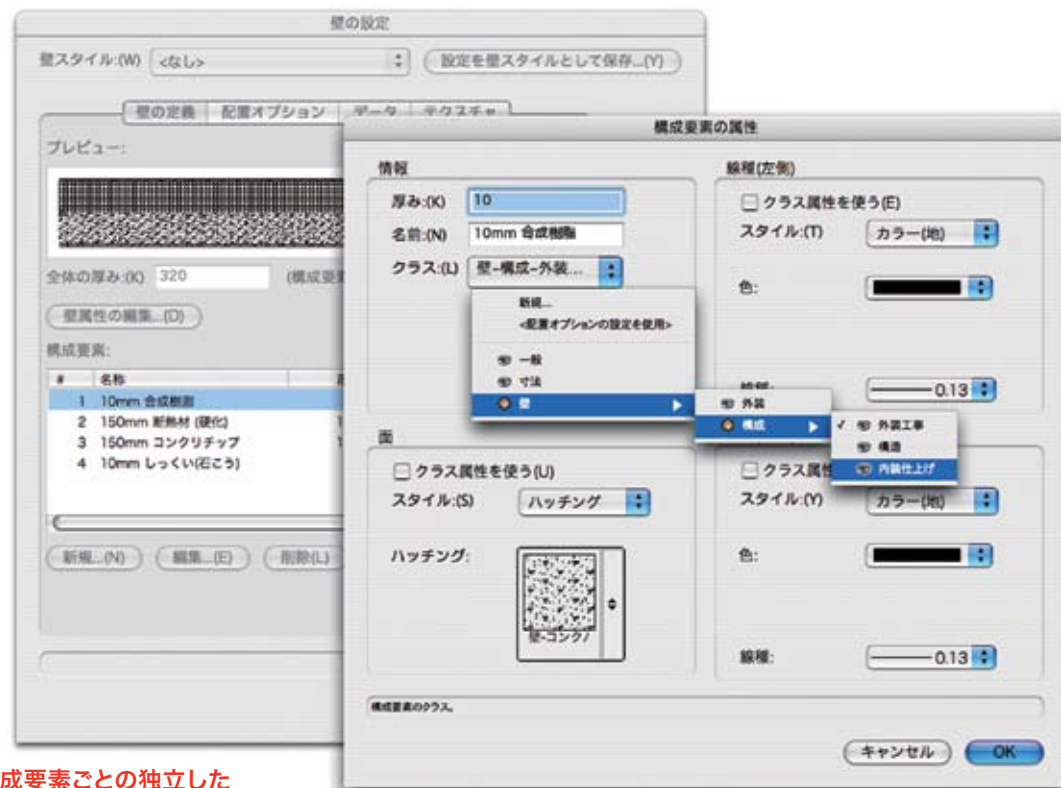 壁の設定
壁スタイル:(W) <なし> 設定を壁スタイルとして保存...(Y)
壁の定義 配置オプション データ テクスチャ
プレビュー:
全体の厚み:(K) 320 (構成要
壁属性の編集...(D)
構成要素:
# 名称
1 10mm 合成樹脂
2 150mm 断熱材 (硬化)
3 150mm コンクリチップ
4 10mm しっくい(石こう)
新規...(N) 編集...(E) 削除(L)
構成要素の属性
情報
厚み:(K) 10
名前:(N) 10mm 合成樹脂
クラス:(L) 壁-構成-外装...
新規...
<配置オプションの設定を使用>
一般
寸法
壁
外装
構成
✓ 外装工事
構造
内装仕上げ
線種(左側)
クラス属性を使う(E)
スタイル:(T) カラー(地)
色:
線種: 0.13
面
クラス属性を使う(U)
スタイル:(S) ハッチング
ハッチング:
壁-コンク
クラス属
スタイル:(Y) カラー(地)
色:
線種: 0.13
構成要素のクラス。
キャンセル OK
成要素ごとの独立した